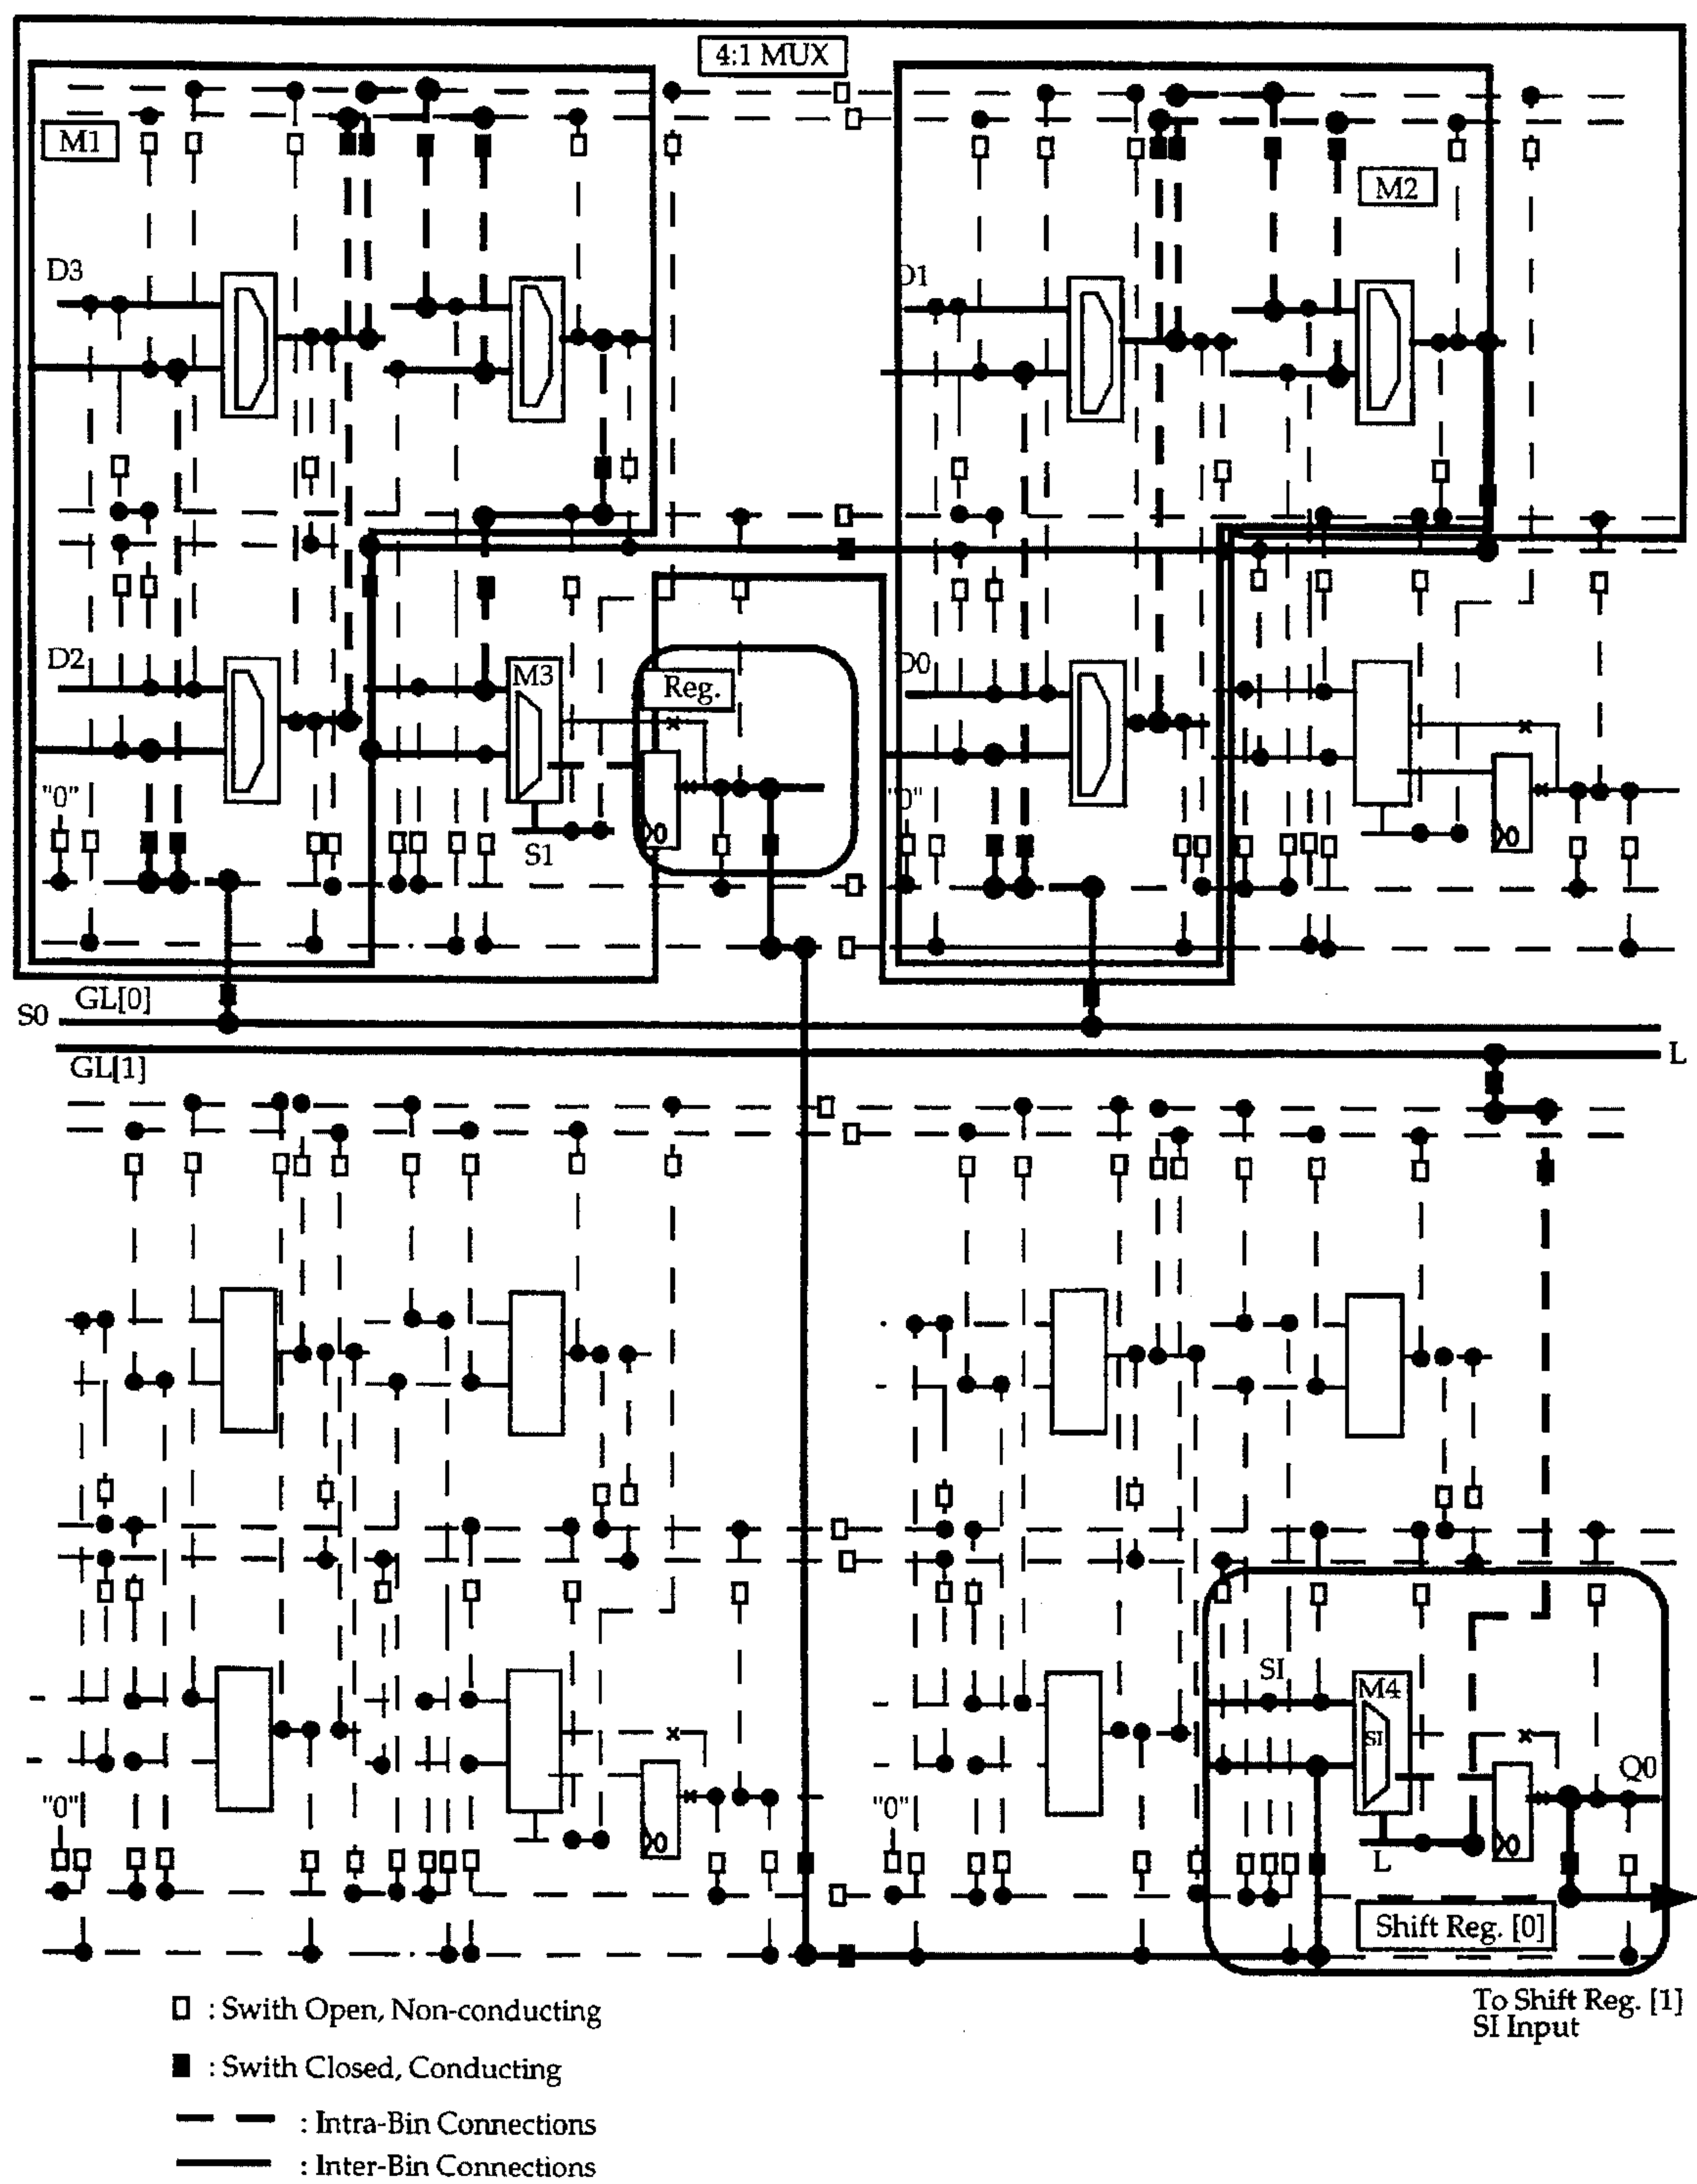 4:1 MUX
M1
M2
D3
D1
D2
M3
Reg.
D0
"0"
S1
"0"
GL[0]
S0
GL[1]
L
SI
M4
SI
Q0
"0"
"0"
L
Shift Reg. [0]
To Shift Reg. [1]
SI Input
: Swith Open, Non-conducting
: Swith Closed, Conducting
: Intra-Bin Connections
: Inter-Bin Connections